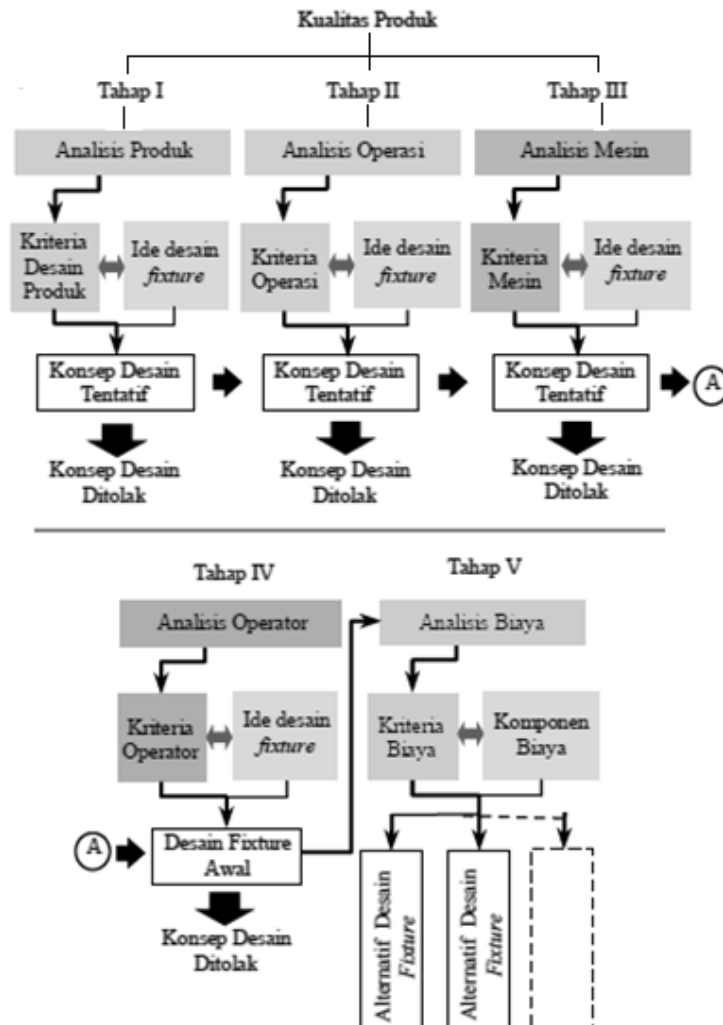 Kualitas Produk
Tahap I
Tahap II
Tahap III
Analisis Produk
Analisis Operasi
Analisis Mesin
Kriteria
Desain
Produk
Ide desain
fixture
Kriteria
Operasi
Ide desain
fixture
Kriteria
Mesin
Ide desain
fixture
Konsep Desain
Tentatif
Konsep Desain
Tentatif
Konsep Desain
Tentatif
A
Konsep Desain
Ditolak
Konsep Desain
Ditolak
Konsep Desain
Ditolak
Tahap IV
Tahap V
Analisis Operator
Analisis Biaya
Kriteria
Operator
Ide desain
fixture
Kriteria
Biaya
Komponen
Biaya
A
Desain Fixture
Awal
Konsep Desain
Ditolak
Alternatif Desain
Fixture
Alternatif Desain
Fixture